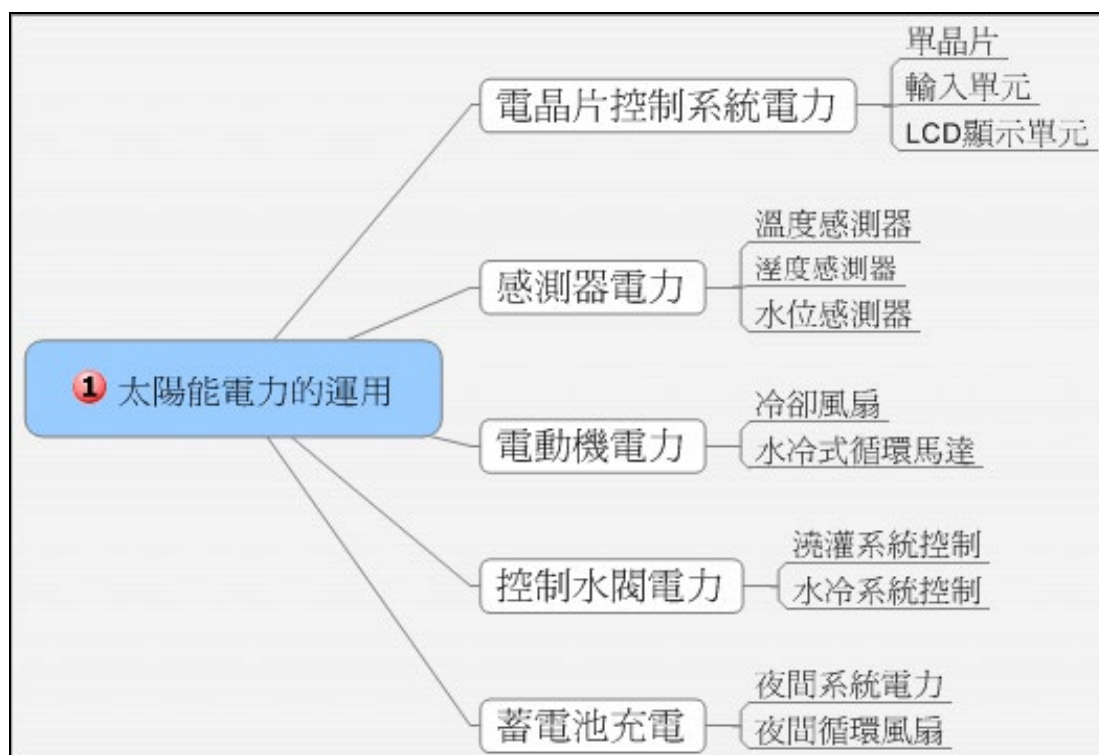 單晶片
電晶片控制系統電力
輸入單元
LCD顯示單元
溫度感測器
感測器電力
溼度感測器
水位感測器
1 太陽能電力的運用
冷卻風扇
電動機電力
水冷式循環馬達
澆灌系統控制
控制水閥電力
水冷系統控制
夜間系統電力
蓄電池充電
夜間循環風扇